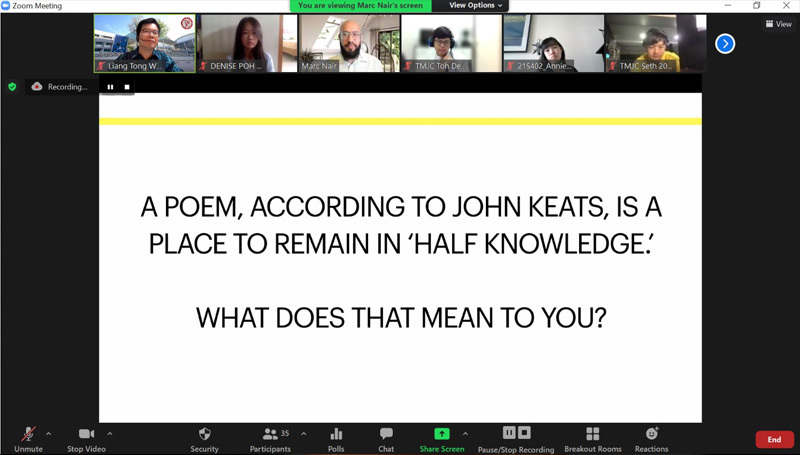 Zoom Meeting
You are viewing Marc Nair's screen
View Options
View
Liang Tong W...
DENISE POH ...
Marc Nair
TMJC Toh De...
21S402_Annie...
TMJC Seth 20...
Recording...
A POEM, ACCORDING TO JOHN KEATS, IS A
PLACE TO REMAIN IN ‘HALF KNOWLEDGE.’
WHAT DOES THAT MEAN TO YOU?
Unmute
Stop Video
Security
Participants
35
Polls
Chat
Share Screen
Pause/Stop Recording
Breakout Rooms
Reactions
End